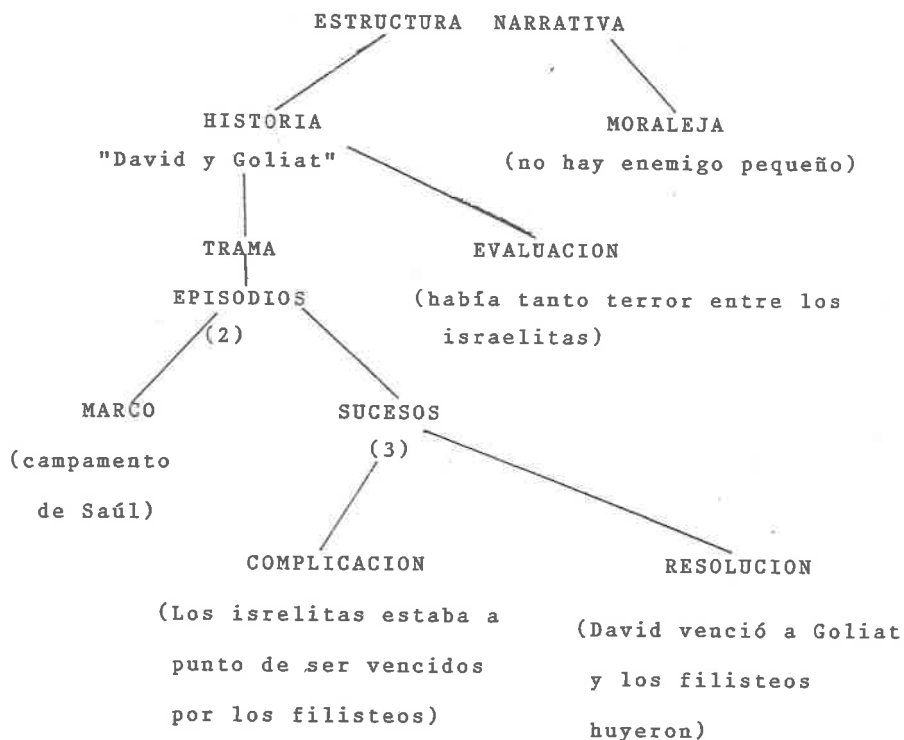 ESTRUCTURA NARRATIVA
HISTORIA
"David y Goliat"
MORALEJA
(no hay enemigo pequeño)
TRAMA
EPISODIOS
(2)
EVALUACION
(había tanto terror entre los
israelitas)
MARCO
(campamento
de Saúl)
SUCESOS
(3)
COMPLICACION
(Los isrelitas estaba a
punto de ser vencidos
por los filisteos)
RESOLUCION
(David venció a Goliat
y los filisteos
huyeron)